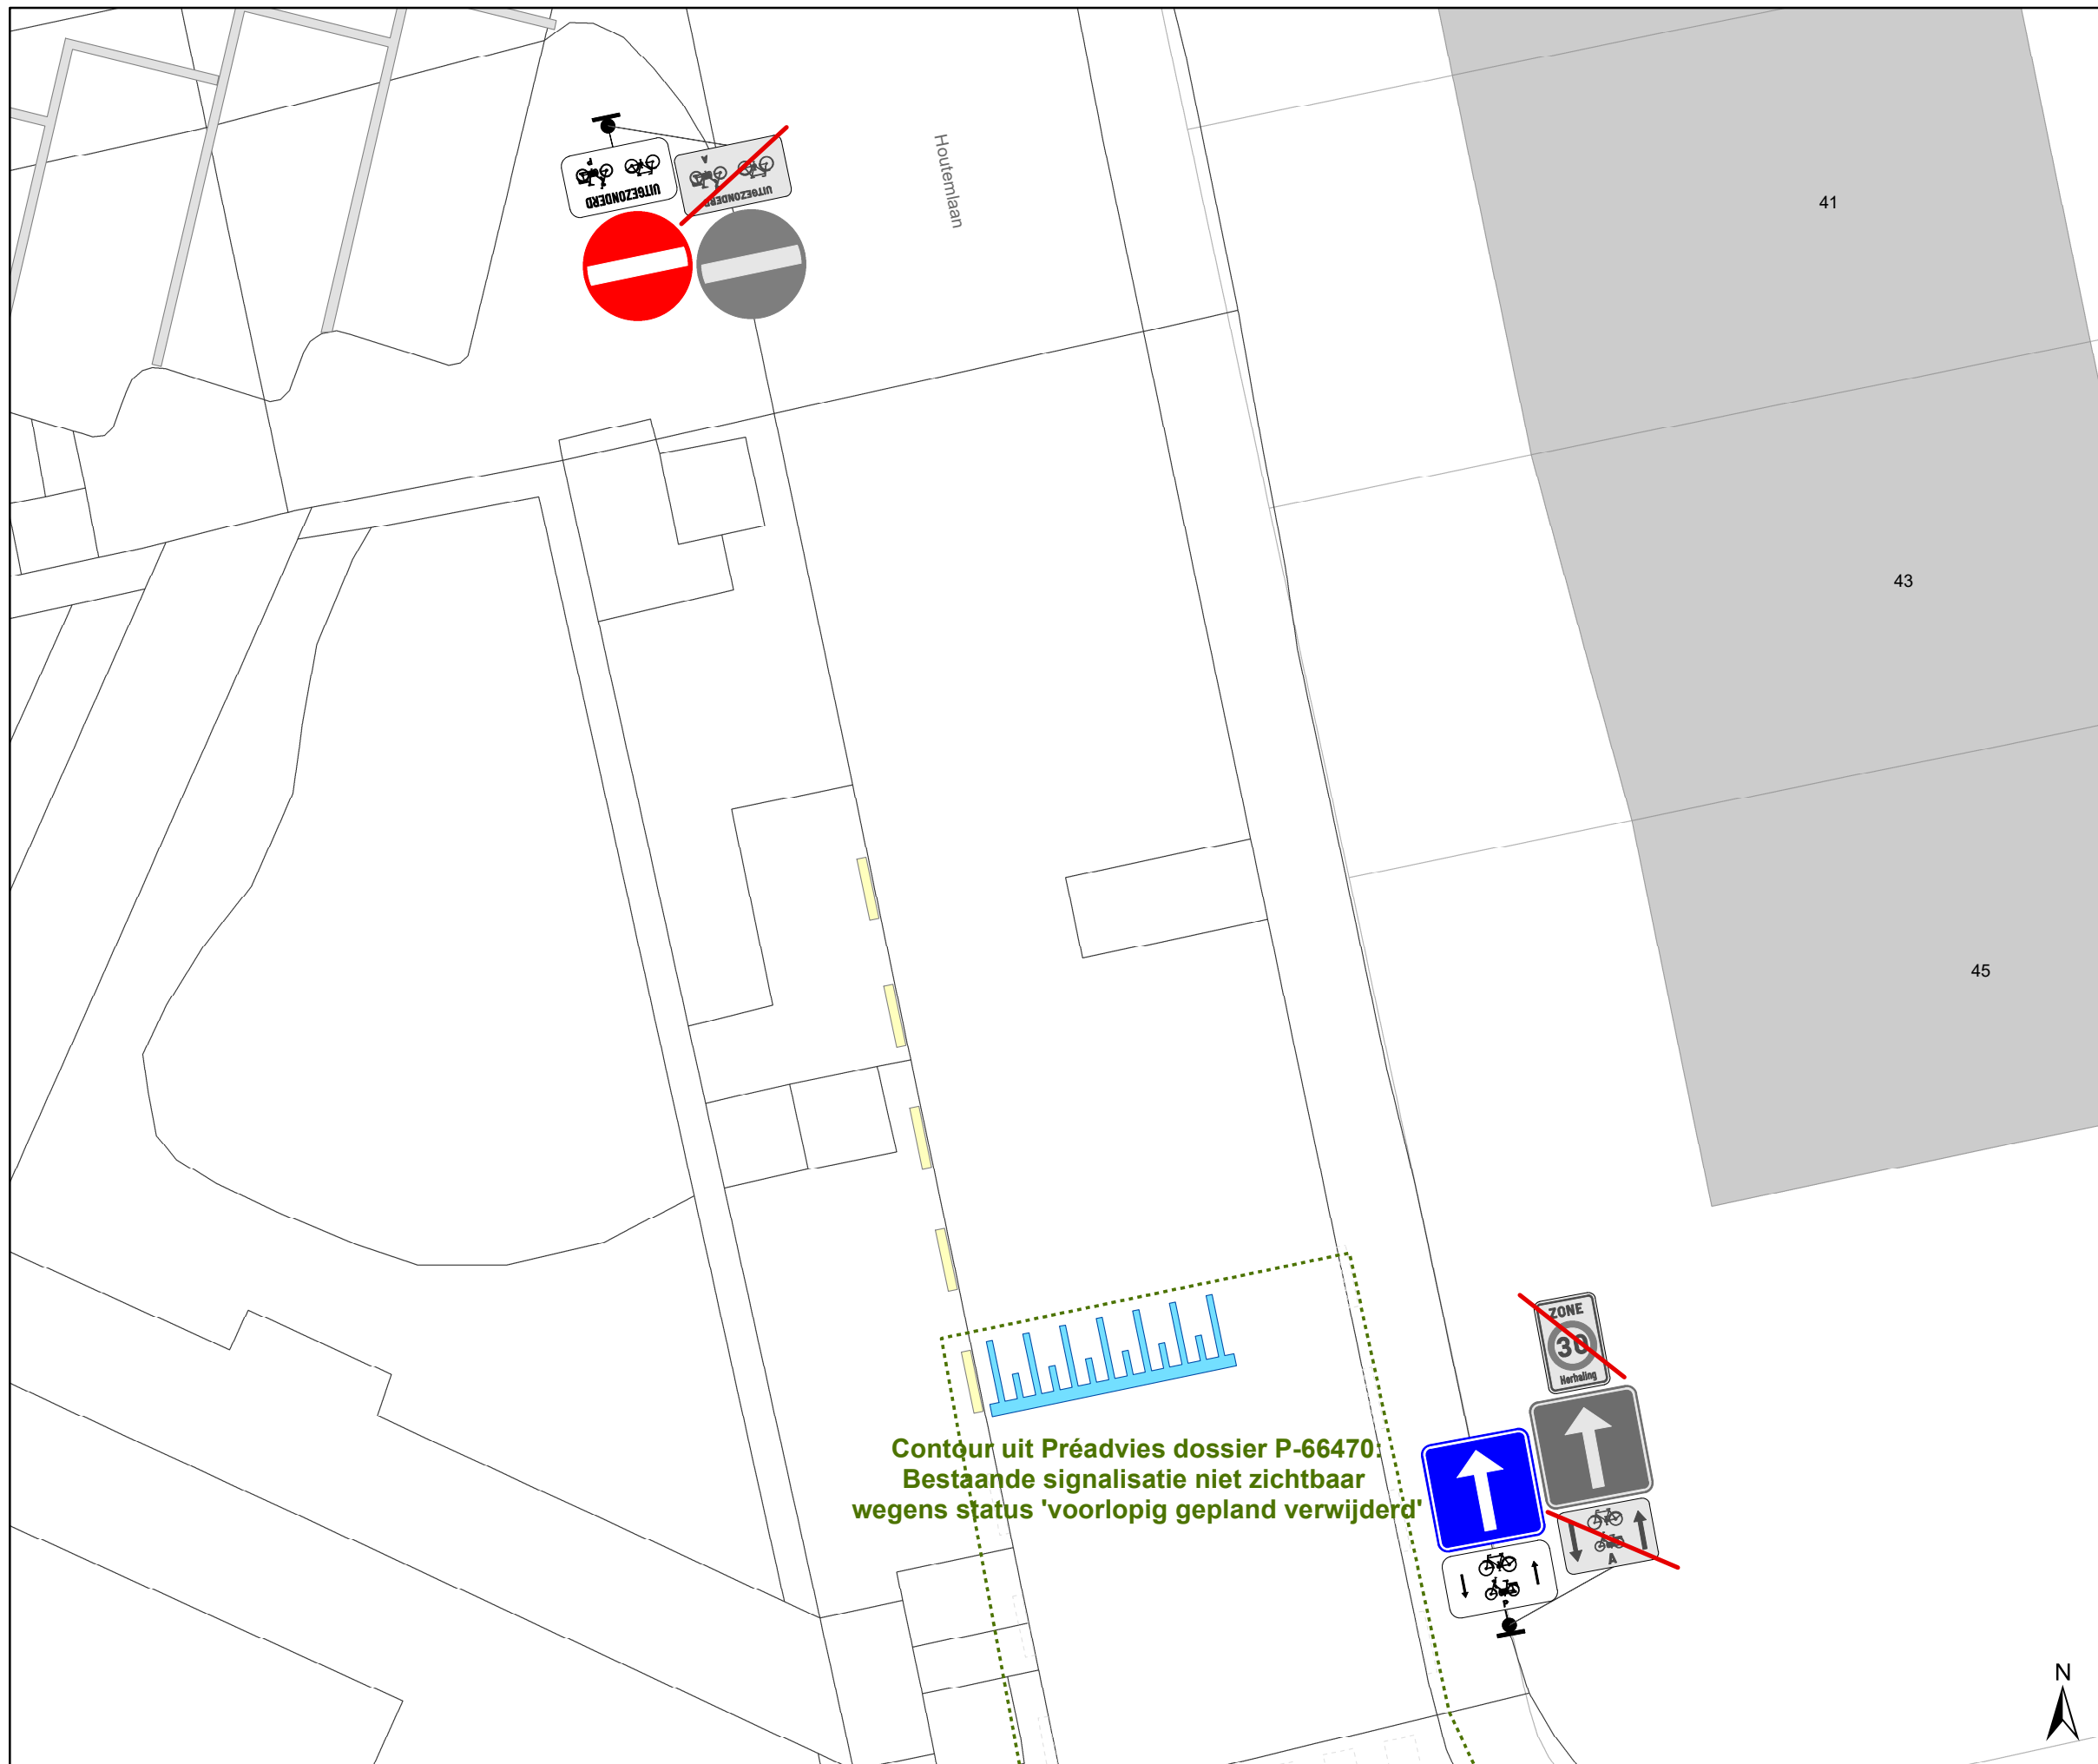 P
UITGEZONDERD
A
UITGEZONDERD
Houtemlaan
41
43
45
ZONE
30
Herhaling
Contour uit Préadvies dossier P-66470:
Bestaande signalisatie niet zichtbaar
wegens status 'voorlopig gepland verwijderd'
A
P
N